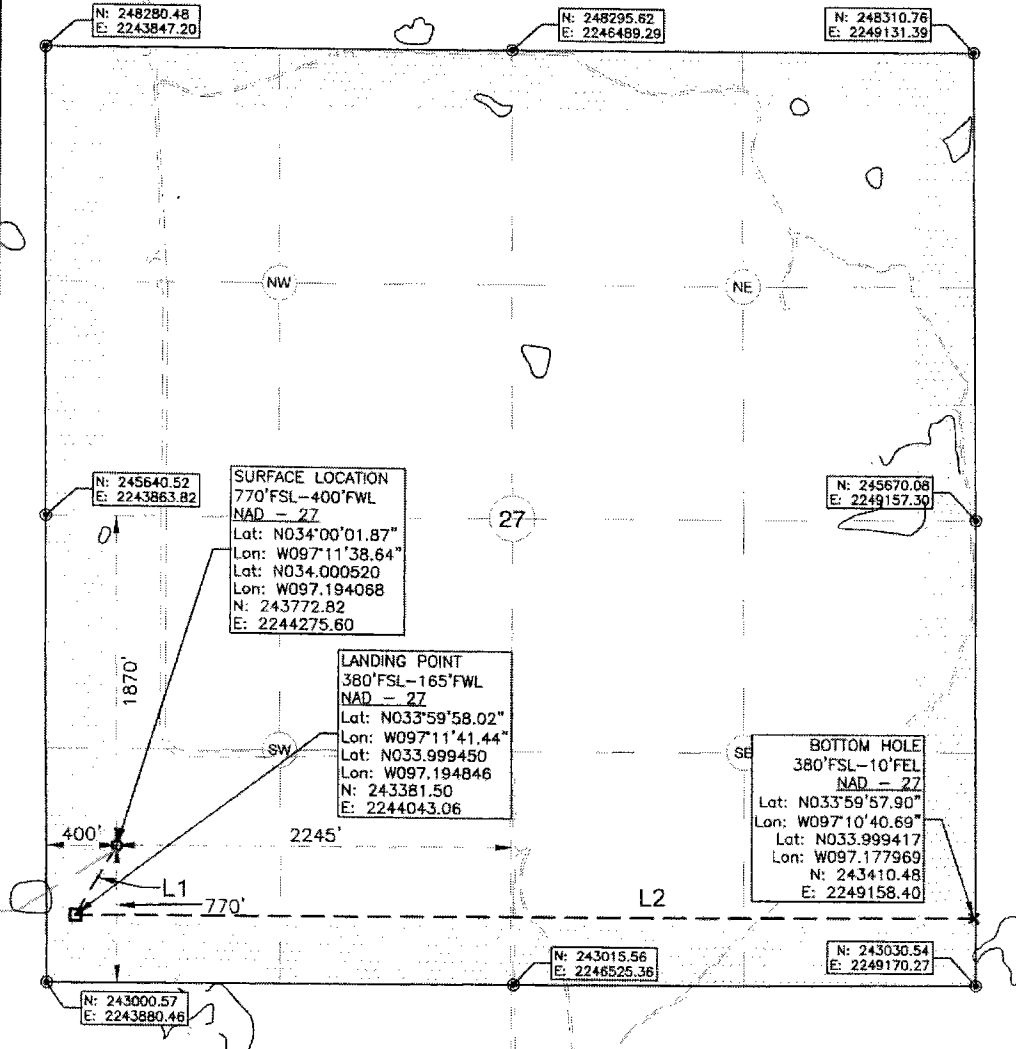 N: 248280.48
E: 2243847.20
N: 248295.62
E: 2246489.29
N: 248310.76
E: 2249131.39
NW
NE
N: 245640.52
E: 2243863.82
SURFACE LOCATION
770'FSL-400'FWL
NAD - 27
Lat: N034°00'01.87"
Lon: W097°11'38.64"
Lat: N034.000520
Lon: W097.194068
N: 243772.82
E: 2244275.60
27
N: 245670.08
E: 2249157.30
0
1870'
LANDING POINT
380'FSL-165'FWL
NAD - 27
Lat: N033°59'58.02"
Lon: W097°11'41.44"
Lat: N033.999450
Lon: W097.194846
N: 243381.50
E: 2244043.06
SW
SE
BOTTOM HOLE
380'FSL-10'FEL
NAD - 27
Lat: N033°59'57.90"
Lon: W097°10'40.69"
Lat: N033.999417
Lon: W097.177969
N: 243410.48
E: 2249158.40
400'
2245'
L1
770'
L2
N: 243015.56
E: 2246525.36
N: 243030.54
E: 2249170.27
N: 243000.57
E: 2243880.46